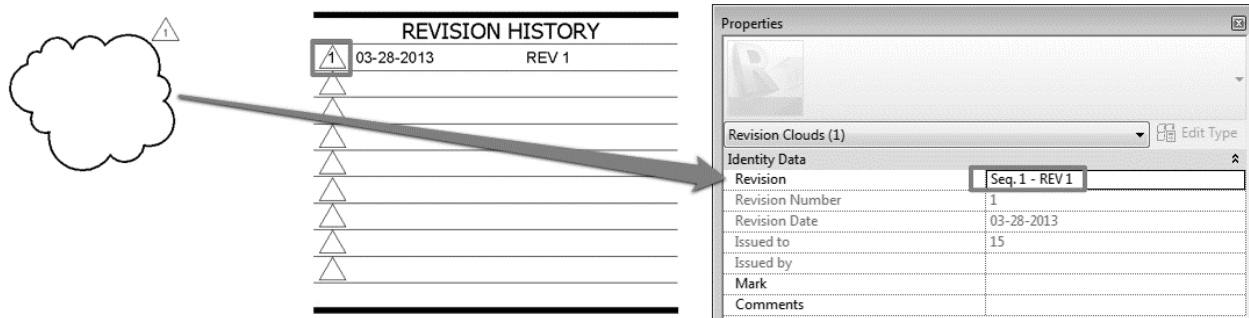 1
REVISION HISTORY
1 03-28-2013 REV 1
Properties
R
Revision Clouds (1) Edit Type
Identity Data
Revision Seq. 1 - REV 1
Revision Number 1
Revision Date 03-28-2013
Issued to 15
Issued by
Mark
Comments